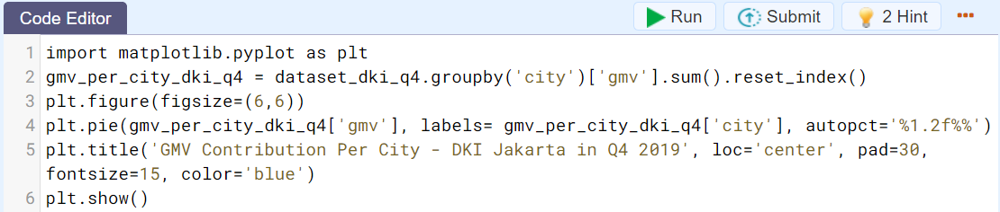 Code Editor Run Submit 2 Hint
1 import matplotlib.pyplot as plt
2 gmv_per_city_dki_q4 = dataset_dki_q4.groupby('city')['gmv'].sum().reset_index()
3 plt.figure(figsize=(6,6))
4 plt.pie(gmv_per_city_dki_q4['gmv'], labels= gmv_per_city_dki_q4['city'], autopct='%1.2f%%')
5 plt.title('GMV Contribution Per City - DKI Jakarta in Q4 2019', loc='center', pad=30,
fontsize=15, color='blue')
6 plt.show()